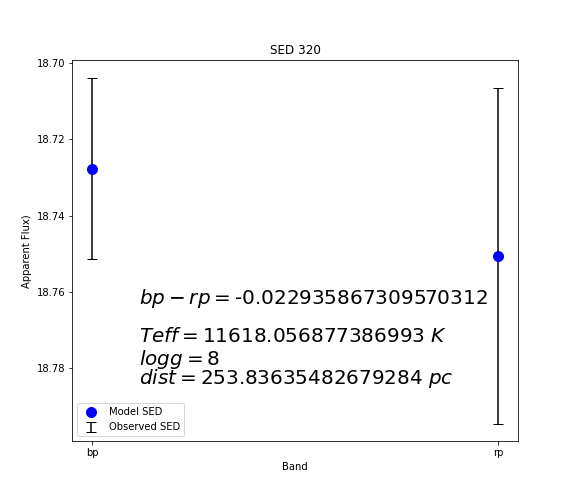 SED 320
18.70
18.72
18.74
18.76
18.78
Apparent Flux)
bp − rp = -0.022935867309570312
Teff = 11618.056877386993 K
logg = 8
dist = 253.83635482679284 pc
Model SED
Observed SED
bp
rp
Band